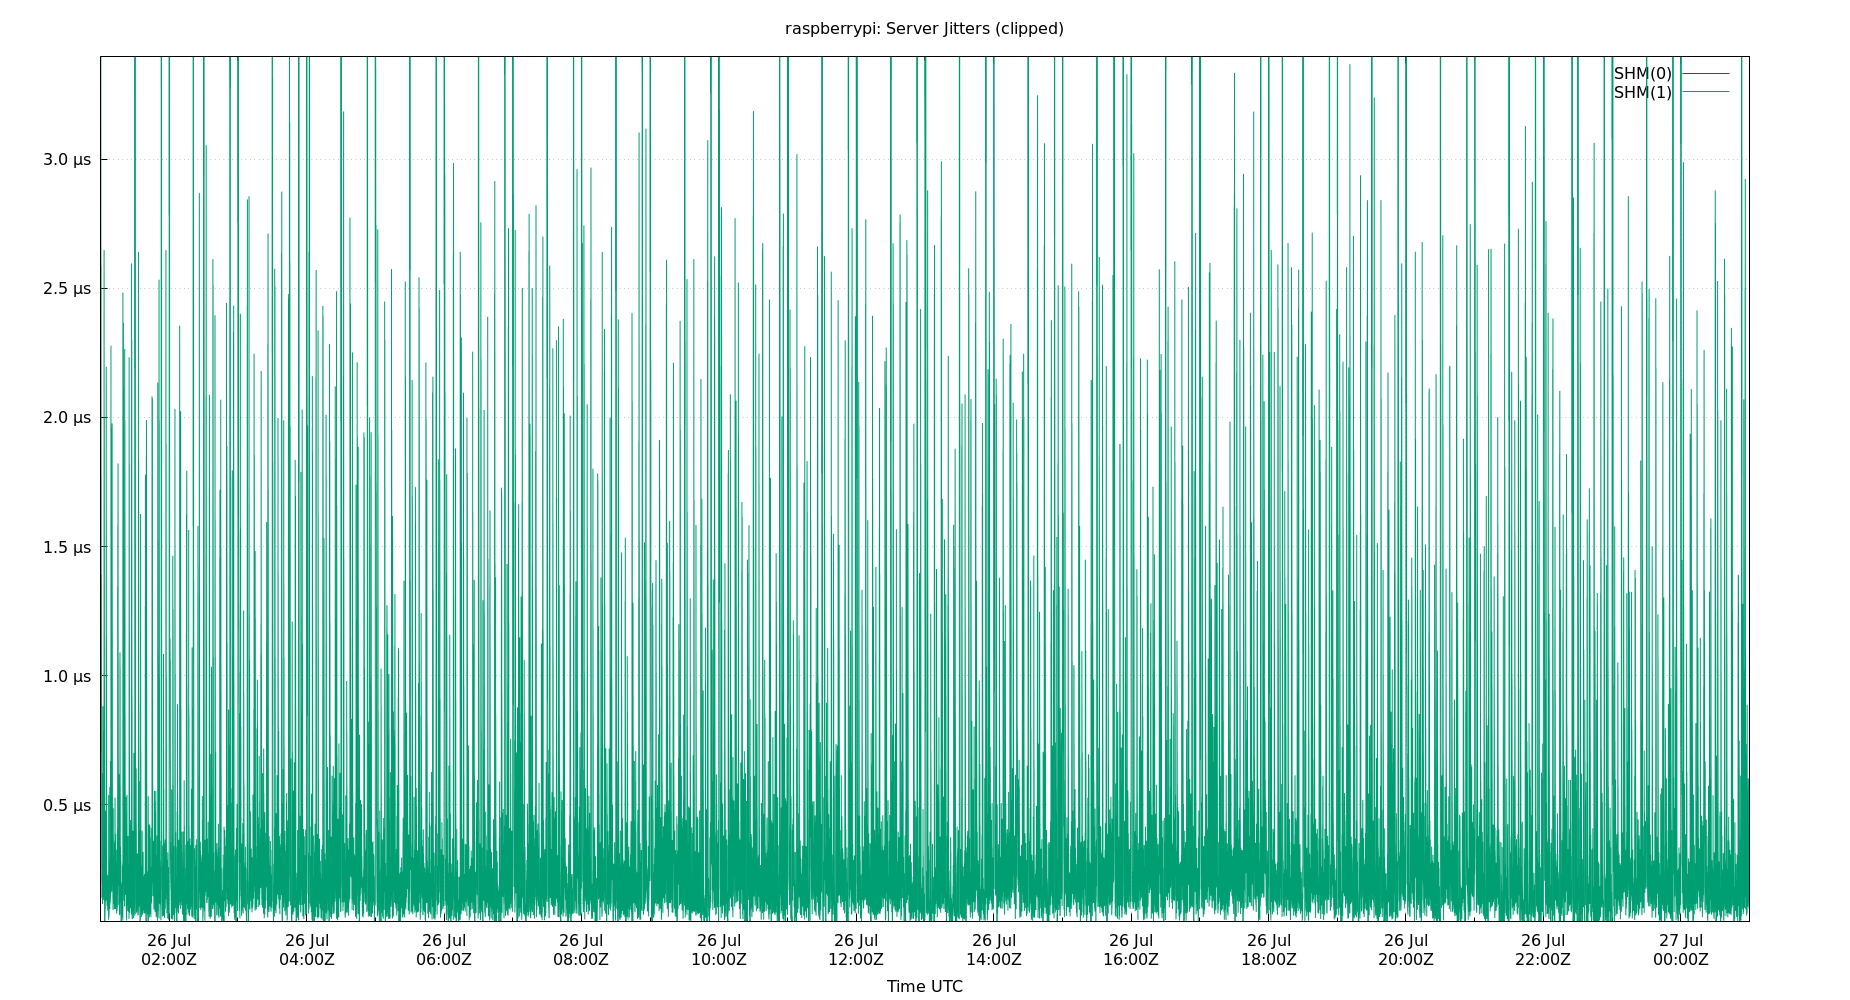 raspberrypi: Server Jitters (clipped)
SHM(0)
SHM(1)
3.0 µs
2.5 µs
2.0 µs
1.5 µs
1.0 µs
0.5 µs
26 Jul 26 Jul 26 Jul 26 Jul 26 Jul 26 Jul 26 Jul 26 Jul 26 Jul 26 Jul 26 Jul 27 Jul
02:00Z 04:00Z 06:00Z 08:00Z 10:00Z 12:00Z 14:00Z 16:00Z 18:00Z 20:00Z 22:00Z 00:00Z
Time UTC